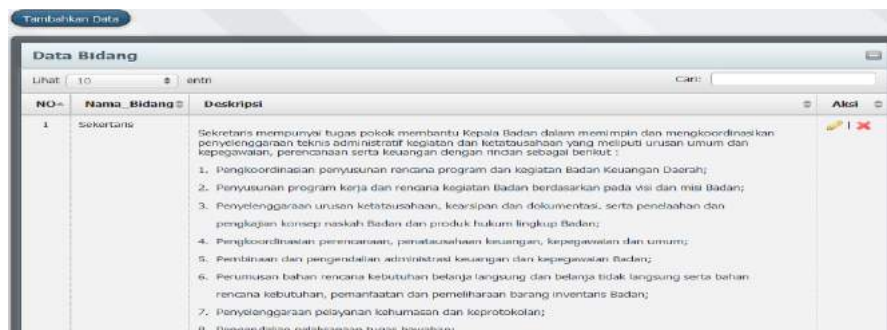 Tambahkan Data
Data Bidang
Lihat 10 entri Cari:
NO Nama_Bidang Deskripsi Aksi
1 Sekertaris
Sekretaris mempunyai tugas pokok membantu Kepala Badan dalam memimpin dan mengkoordinasikan
penyelenggaraan teknis administratif kegiatan dan ketatausahaan yang meliputi urusan umum dan
kepegawaian, perencanaan serta keuangan dengan rincian sebagai berikut :
1. Pengkoordinasian penyusunan rencana program dan kegiatan Badan Keuangan Daerah;
2. Penyusunan program kerja dan rencana kegiatan Badan berdasarkan pada visi dan misi Badan;
3. Penyelenggaraan urusan ketatausahaan, kearsipan dan dokumentasi, serta penelaahan dan
pengkajian konsep naskah Badan dan produk hukum lingkup Badan;
4. Pengkoordinasian perencanaan, penatausahaan keuangan, kepegawaian dan umum;
5. Pembinaan dan pengendalian administrasi keuangan dan kepegawaian Badan;
6. Perumusan bahan rencana kebutuhan belanja langsung dan belanja tidak langsung serta bahan
rencana kebutuhan, pemanfaatan dan pemeliharaan barang inventaris Badan;
7. Penyelenggaraan pelayanan kehumasan dan keprotokolan;
8. Pengendalian pelaksanaan tugas bawahan;